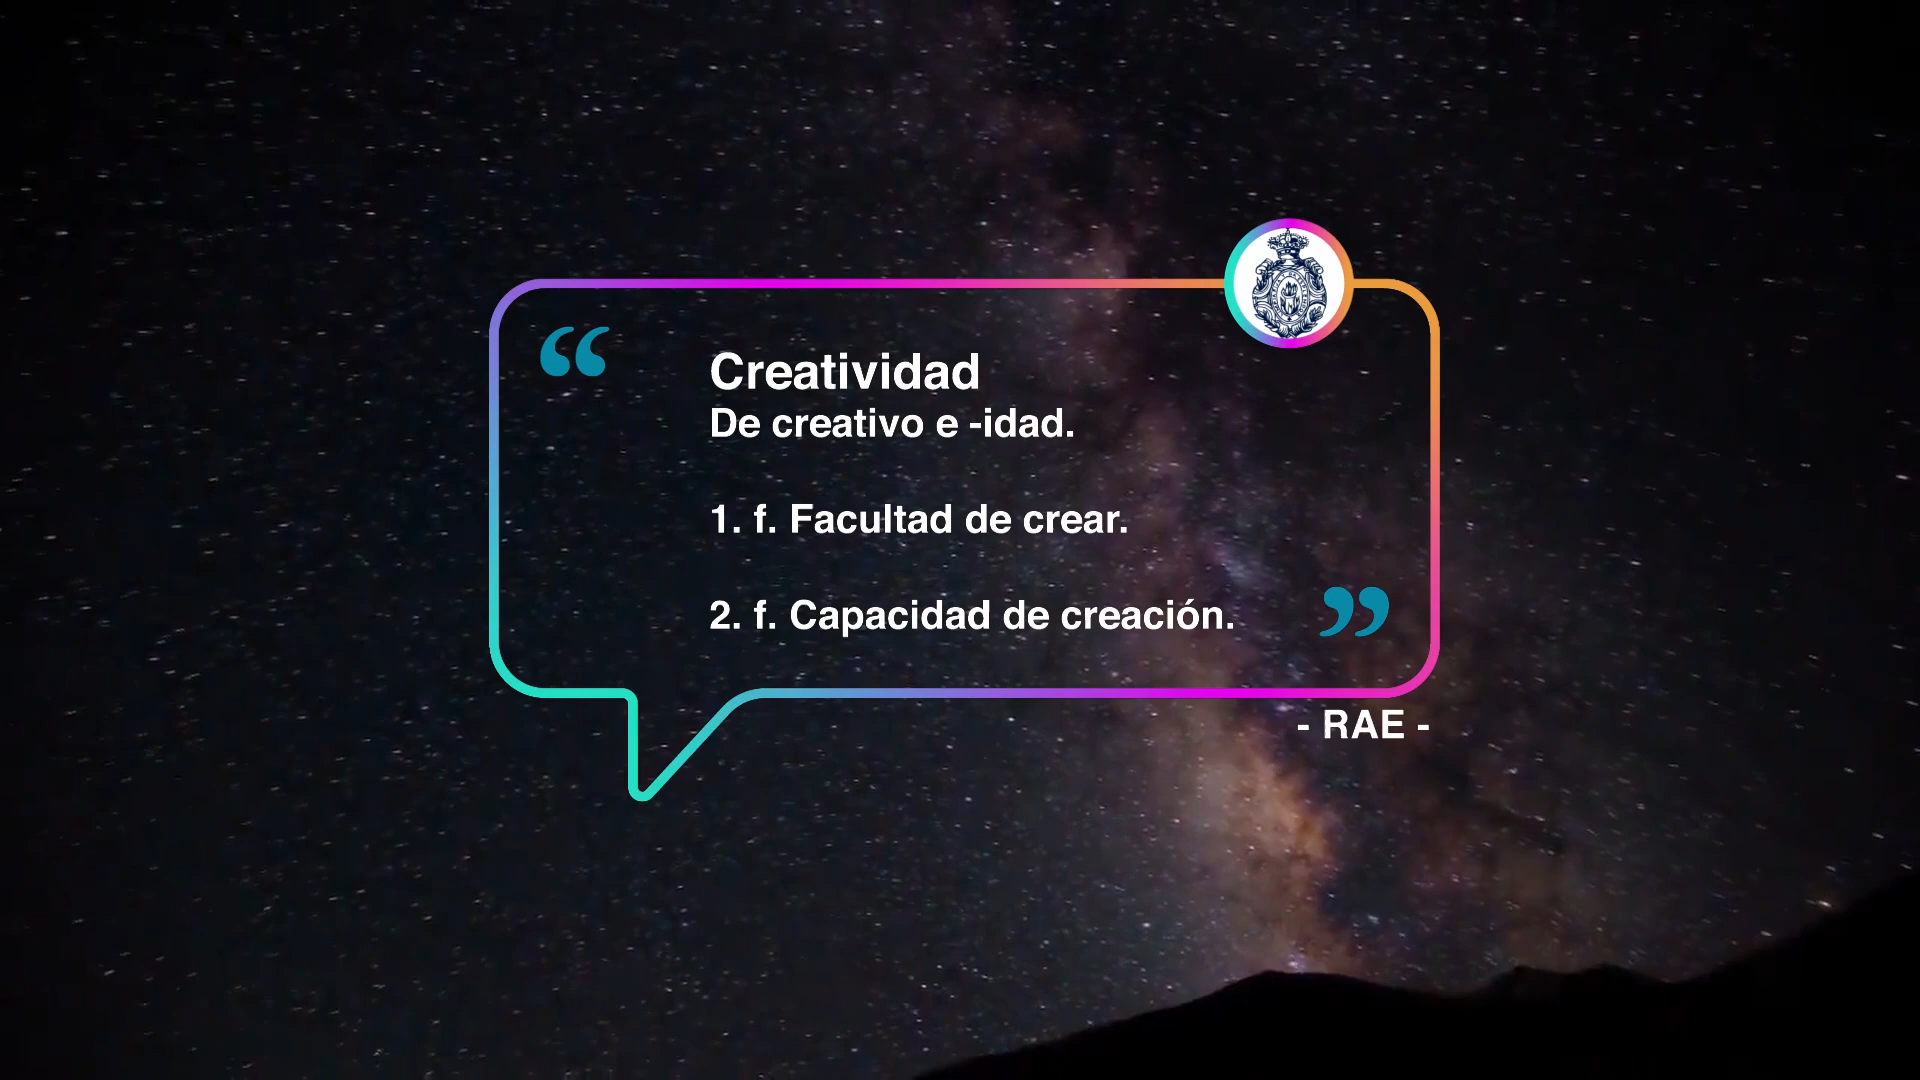 “
Creatividad
De creativo e -idad.
1. f. Facultad de crear.
2. f. Capacidad de creación.
”
- RAE -